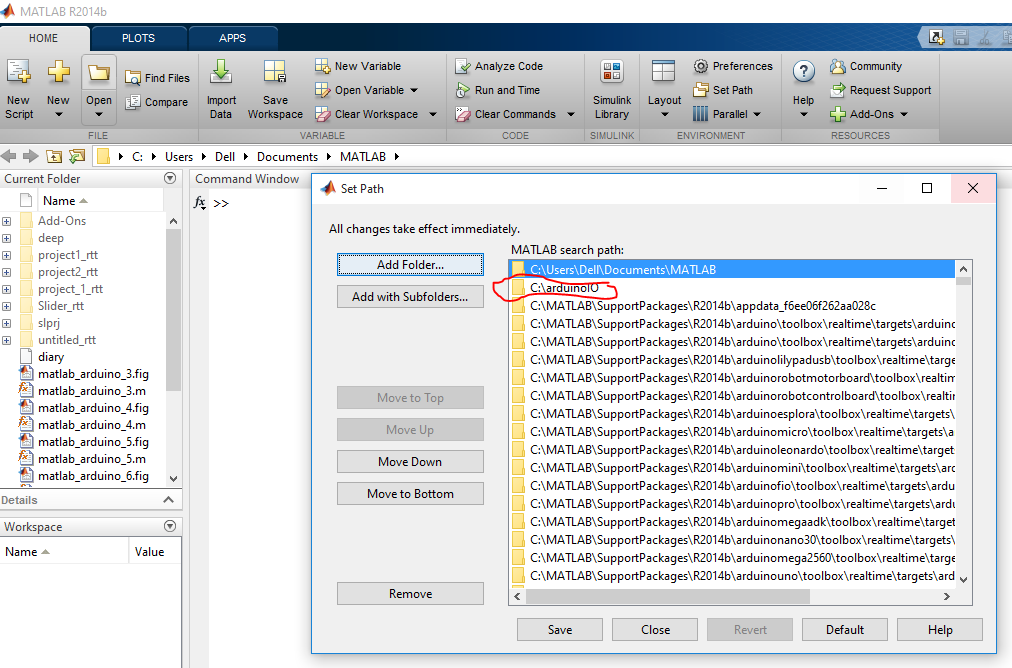 MATLAB R2014b
HOME PLOTS APPS
New Script
New
Open
Find Files
Compare
FILE
Import Data
Save Workspace
New Variable
Open Variable
Clear Workspace
VARIABLE
Analyze Code
Run and Time
Clear Commands
CODE
Simulink Library
SIMULINK
Layout
Preferences
Set Path
Parallel
ENVIRONMENT
Help
Community
Request Support
Add-Ons
RESOURCES
C: Users Dell Documents MATLAB
Current Folder
Name
Add-Ons
deep
project1_rtt
project2_rtt
project_1_rtt
Slider_rtt
slprj
untitled_rtt
diary
matlab_arduino_3.fig
matlab_arduino_3.m
matlab_arduino_4.fig
matlab_arduino_4.m
matlab_arduino_5.fig
matlab_arduino_5.m
matlab_arduino_6.fig
Details
Workspace
Name Value
Command Window
fx >>
Set Path
All changes take effect immediately.
MATLAB search path:
Add Folder...
Add with Subfolders...
Move to Top
Move Up
Move Down
Move to Bottom
Remove
C:\Users\Dell\Documents\MATLAB
C:\arduinoIO
C:\MATLAB\SupportPackages\R2014b\appdata_f6ee06f262aa028c
C:\MATLAB\SupportPackages\R2014b\arduino\toolbox\realtime\targets\arduino
C:\MATLAB\SupportPackages\R2014b\arduino\toolbox\realtime\targets\arduino
C:\MATLAB\SupportPackages\R2014b\arduinolilypadusb\toolbox\realtime\targe
C:\MATLAB\SupportPackages\R2014b\arduinorobotmotorboard\toolbox\realtim
C:\MATLAB\SupportPackages\R2014b\arduinorobotcontrolboard\toolbox\realti
C:\MATLAB\SupportPackages\R2014b\arduinoesplora\toolbox\realtime\targets\
C:\MATLAB\SupportPackages\R2014b\arduinomicro\toolbox\realtime\targets\a
C:\MATLAB\SupportPackages\R2014b\arduinoleonardo\toolbox\realtime\target
C:\MATLAB\SupportPackages\R2014b\arduinomini\toolbox\realtime\targets\arc
C:\MATLAB\SupportPackages\R2014b\arduinofio\toolbox\realtime\targets\ardu
C:\MATLAB\SupportPackages\R2014b\arduinopro\toolbox\realtime\targets\ardu
C:\MATLAB\SupportPackages\R2014b\arduinomegaadk\toolbox\realtime\target
C:\MATLAB\SupportPackages\R2014b\arduinonano30\toolbox\realtime\targets\
C:\MATLAB\SupportPackages\R2014b\arduinomega2560\toolbox\realtime\target
C:\MATLAB\SupportPackages\R2014b\arduinouno\toolbox\realtime\targets\ard
Save Close Revert Default Help